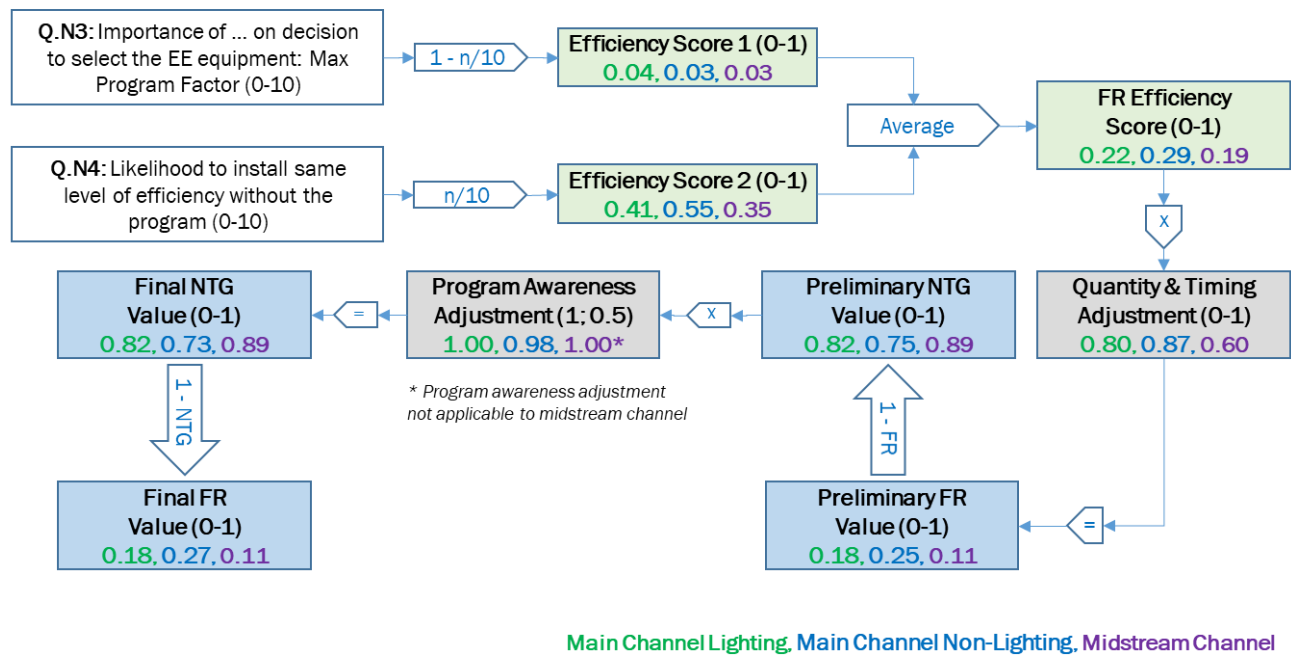 Q.N3: Importance of ... on decision
to select the EE equipment: Max
Program Factor (0-10)
1 - n/10
Efficiency Score 1 (0-1)
0.04, 0.03, 0.03
Average
FR Efficiency
Score (0-1)
0.22, 0.29, 0.19
Q.N4: Likelihood to install same
level of efficiency without the
program (0-10)
n/10
Efficiency Score 2 (0-1)
0.41, 0.55, 0.35
X
Final NTG
Value (0-1)
0.82, 0.73, 0.89
=
Program Awareness
Adjustment (1; 0.5)
1.00, 0.98, 1.00*
X
Preliminary NTG
Value (0-1)
0.82, 0.75, 0.89
Quantity & Timing
Adjustment (0-1)
0.80, 0.87, 0.60
* Program awareness adjustment
not applicable to midstream channel
1 - NTG
1 - FR
Final FR
Value (0-1)
0.18, 0.27, 0.11
Preliminary FR
Value (0-1)
0.18, 0.25, 0.11
=
Main Channel Lighting, Main Channel Non-Lighting, Midstream Channel